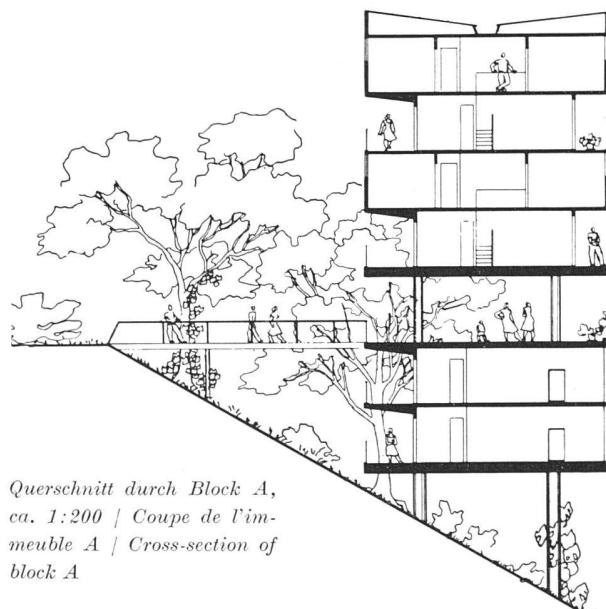 Querschnitt durch Block A,
ca. 1:200 / Coupe de l'im-
meuble A / Cross-section of
block A